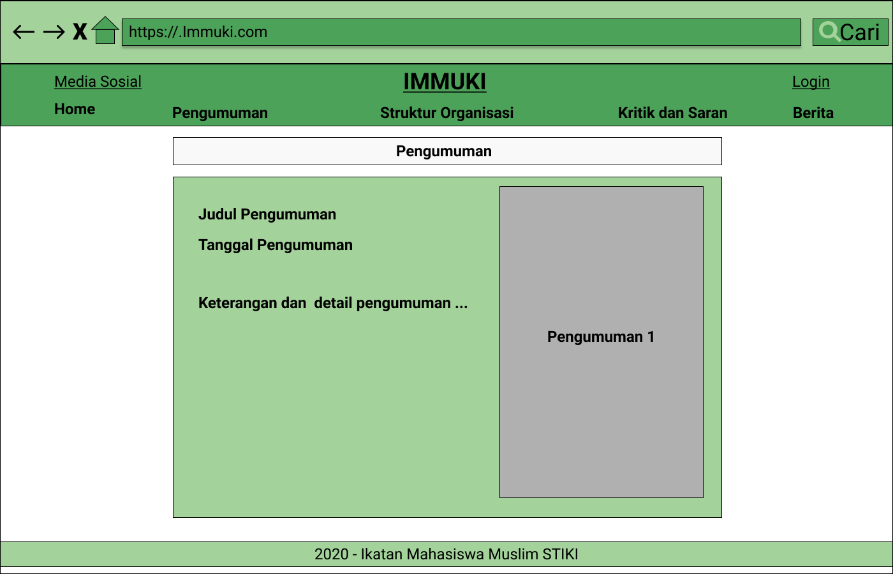 X https://.Immuki.com Cari
Media Sosial IMMUKI Login
Home Pengumuman Struktur Organisasi Kritik dan Saran Berita
Pengumuman
Judul Pengumuman
Tanggal Pengumuman
Keterangan dan  detail pengumuman ...
Pengumuman 1
2020 - Ikatan Mahasiswa Muslim STIKI